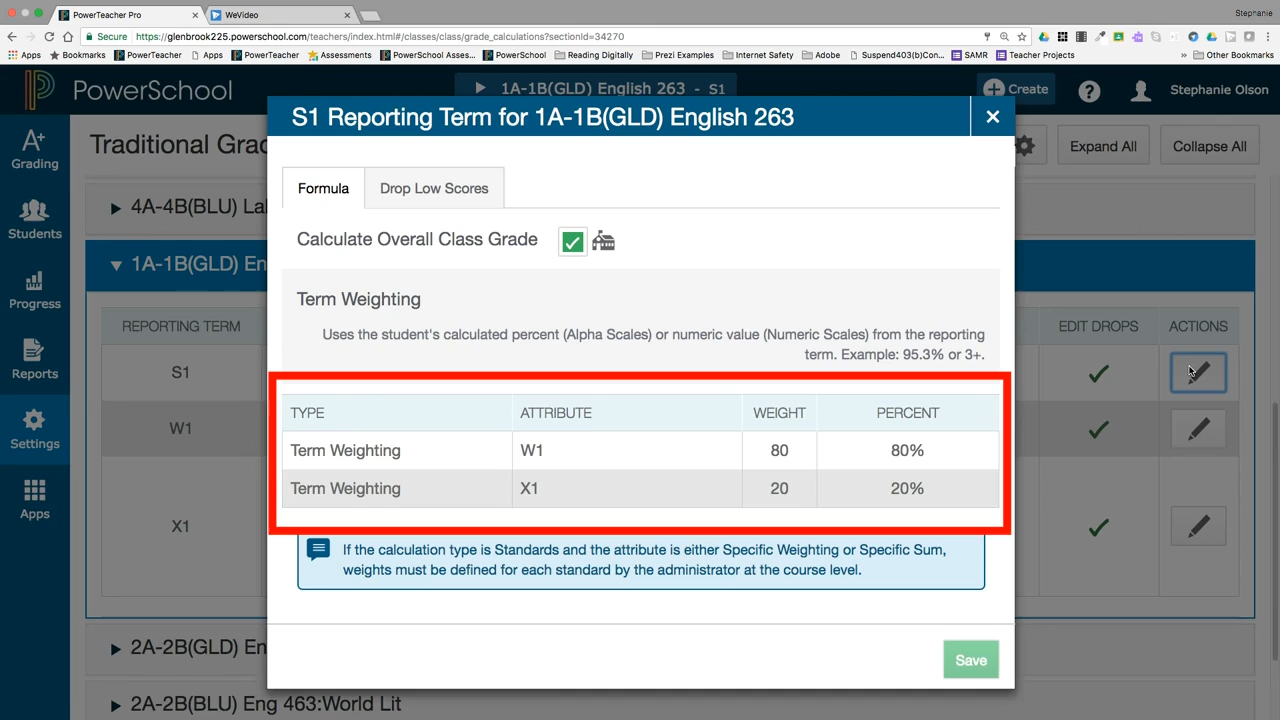 Stephanie
PowerTeacher Pro
WeVideo
Secure
https://glenbrook225.powerschool.com/teachers/index.html#/classes/class/grade_calculations?sectionId=34270
Apps Bookmarks PowerTeacher Apps PowerTeacher Assessments PowerSchool Asses... PowerSchool Reading Digitally Prezi Examples Internet Safety Adobe Suspend403(b)Con... SAMR Teacher Projects » Other Bookmarks
PowerSchool
1A-1B(GLD) English 263 - S1
Create
?
Stephanie Olson
A+
Grading
Students
Progress
Reports
Settings
Apps
Traditional Grad
Expand All
Collapse All
4A-4B(BLU) Lal
1A-1B(GLD) En
REPORTING TERM
EDIT DROPS
ACTIONS
S1
W1
X1
2A-2B(GLD) En
2A-2B(BLU) Eng 463:World Lit
S1 Reporting Term for 1A-1B(GLD) English 263
Formula
Drop Low Scores
Calculate Overall Class Grade
Term Weighting
Uses the student's calculated percent (Alpha Scales) or numeric value (Numeric Scales) from the reporting
term. Example: 95.3% or 3+.
TYPE ATTRIBUTE WEIGHT PERCENT
Term Weighting W1 80 80%
Term Weighting X1 20 20%
If the calculation type is Standards and the attribute is either Specific Weighting or Specific Sum,
weights must be defined for each standard by the administrator at the course level.
Save